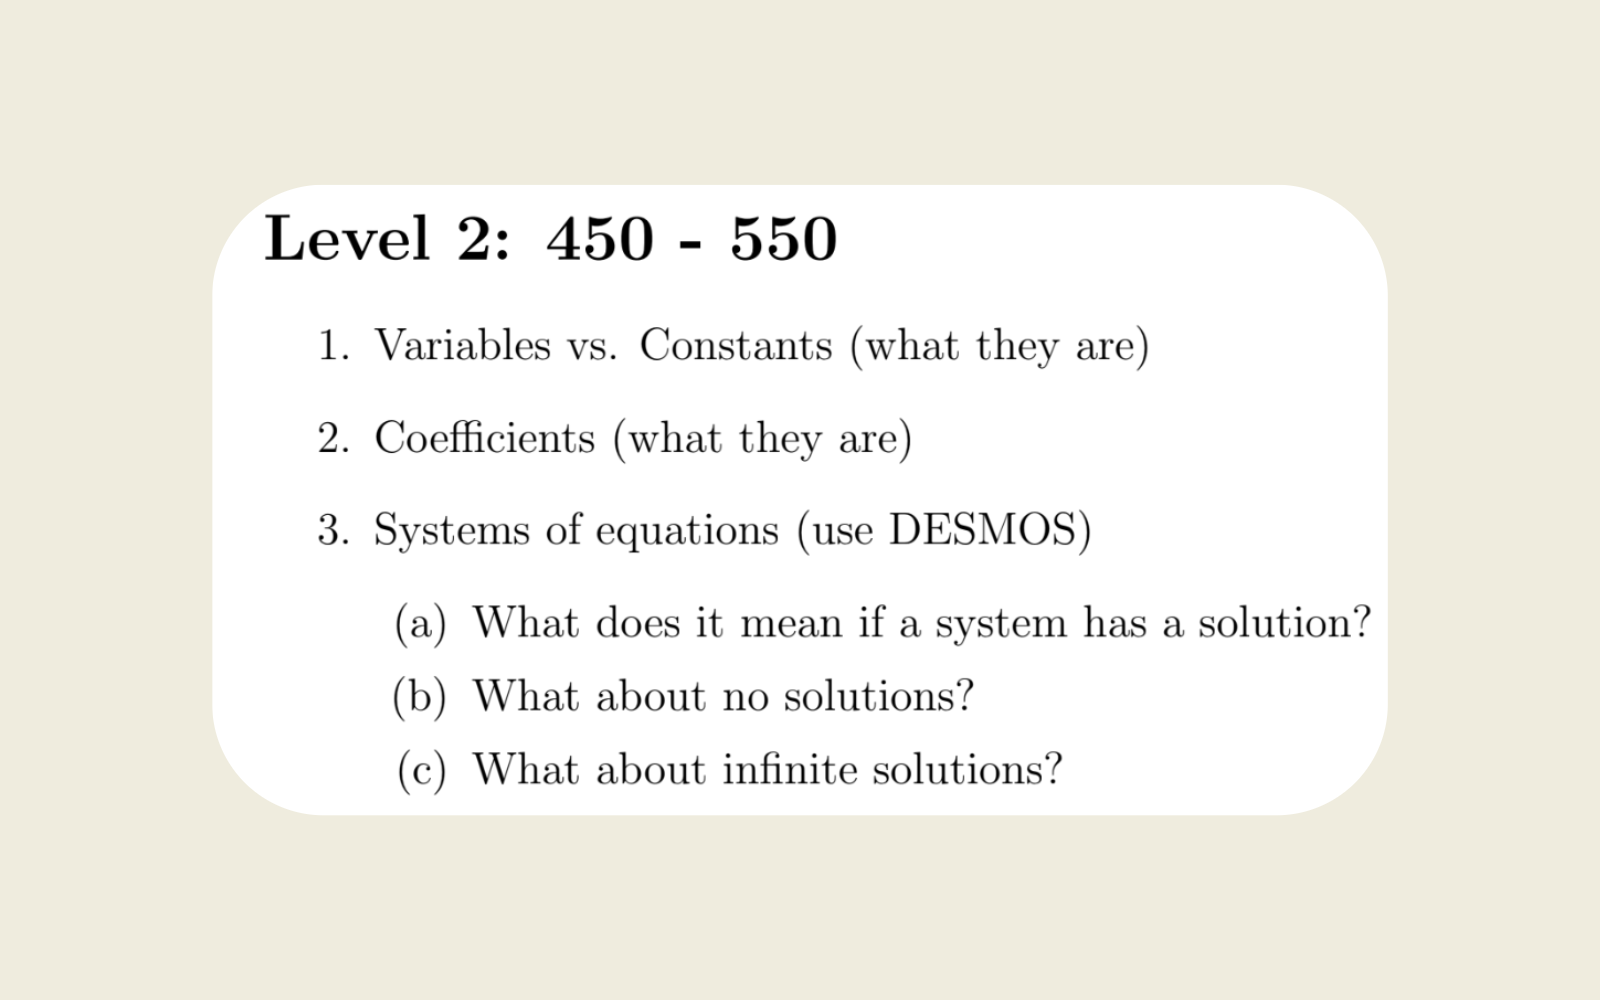 Level 2: 450 - 550
1. Variables vs. Constants (what they are)
2. Coefficients (what they are)
3. Systems of equations (use DESMOS)
(a) What does it mean if a system has a solution?
(b) What about no solutions?
(c) What about infinite solutions?